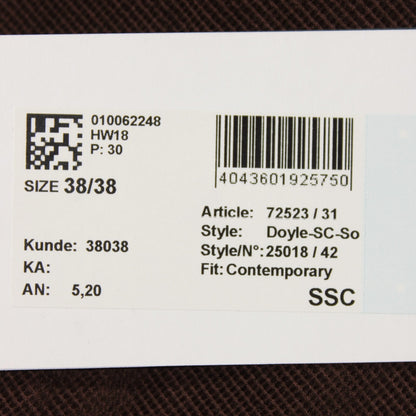 010062248
HW18
P: 30
SIZE 38/38
4043601925750
Article: 72523 / 31
Style: Doyle-SC-So
Style/N°: 25018 / 42
Fit: Contemporary
SSC
Kunde: 38038
KA:
AN: 5,20